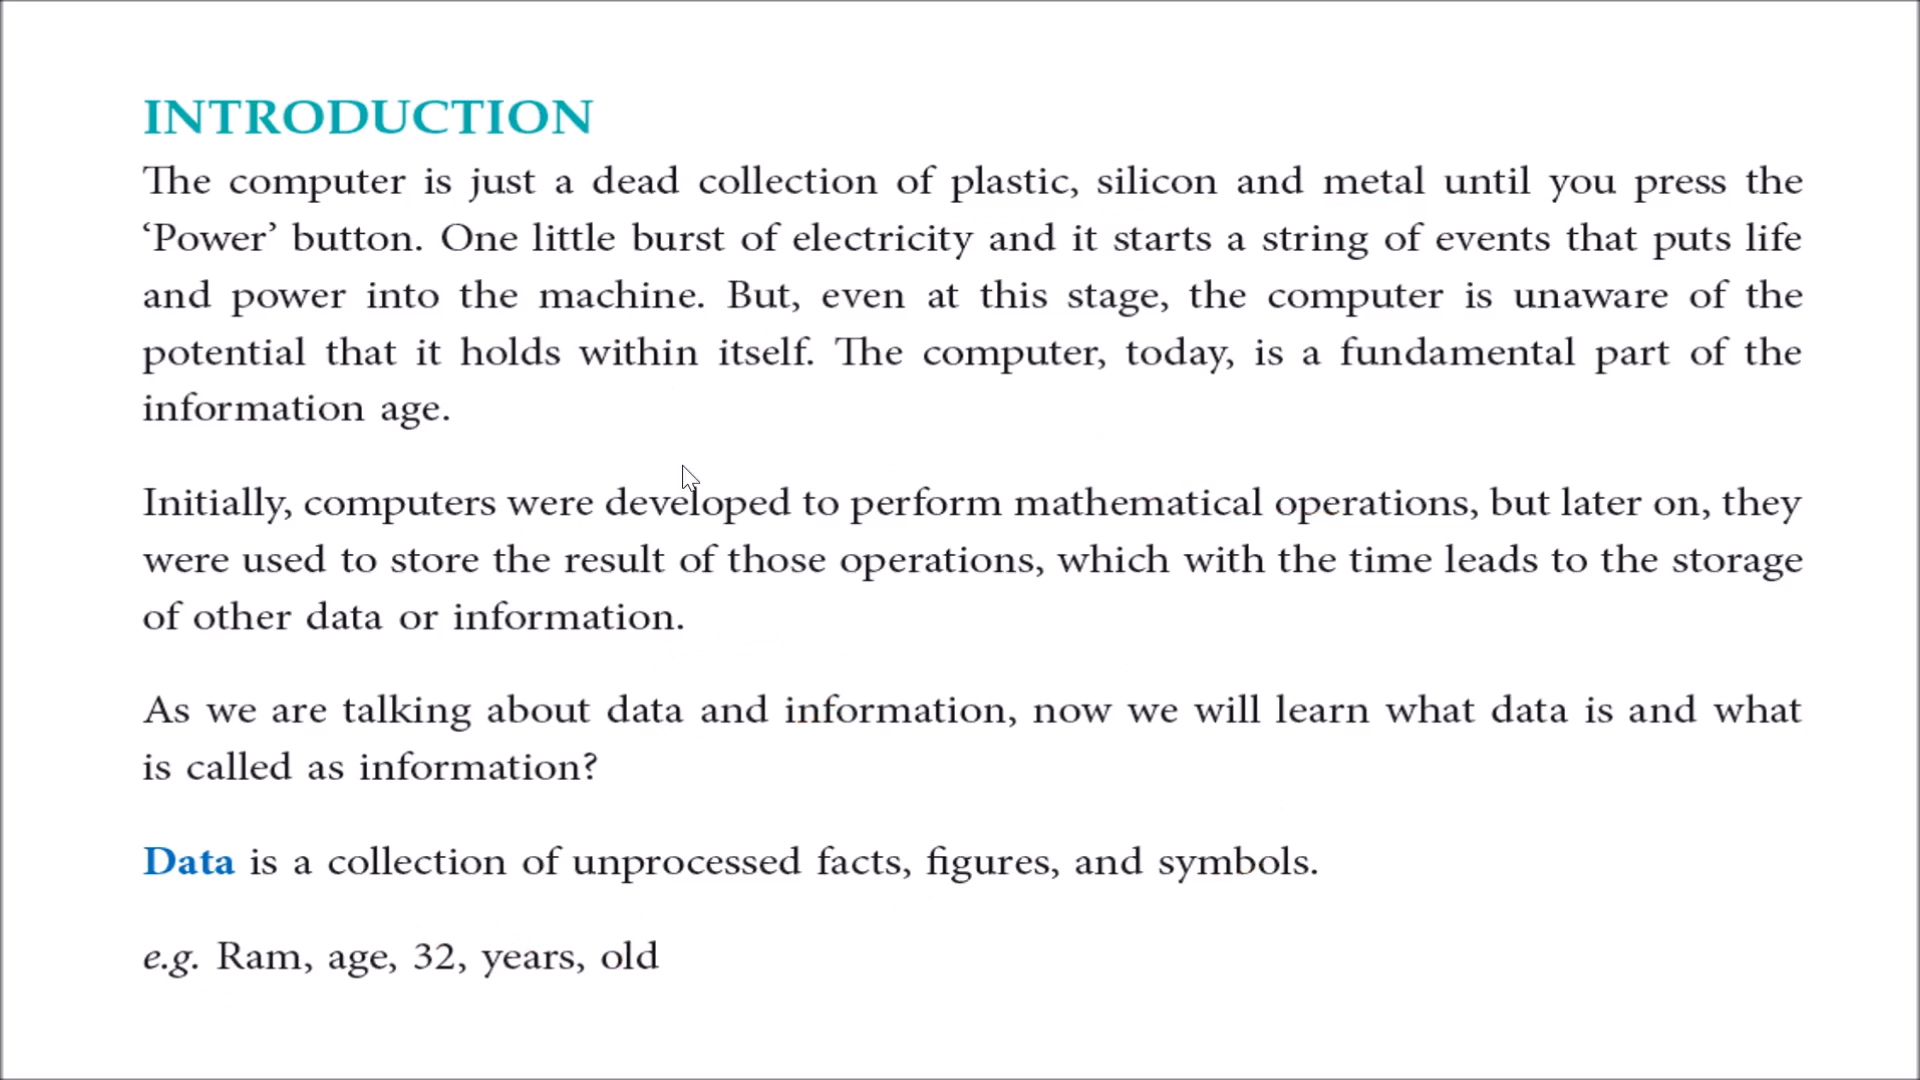 INTRODUCTION
The computer is just a dead collection of plastic, silicon and metal until you press the
‘Power’ button. One little burst of electricity and it starts a string of events that puts life
and power into the machine. But, even at this stage, the computer is unaware of the
potential that it holds within itself. The computer, today, is a fundamental part of the
information age.
Initially, computers were developed to perform mathematical operations, but later on, they
were used to store the result of those operations, which with the time leads to the storage
of other data or information.
As we are talking about data and information, now we will learn what data is and what
is called as information?
Data is a collection of unprocessed facts, figures, and symbols.
e.g. Ram, age, 32, years, old